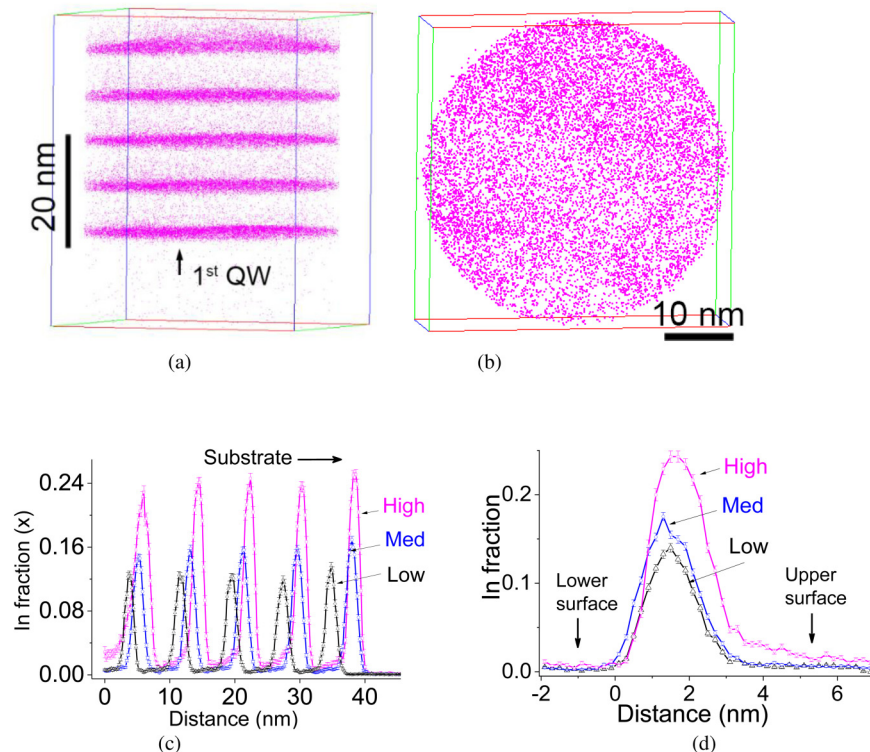 20 nm
1st QW
10 nm
(a)
(b)
Substrate
In fraction (x)
0.24
0.16
0.08
0.00
High
Med
Low
0
10
20
30
40
Distance (nm)
(c)
In fraction
0.2
0.1
0.0
High
Med
Low
Lower
surface
Upper
surface
-2
0
2
4
6
Distance (nm)
(d)